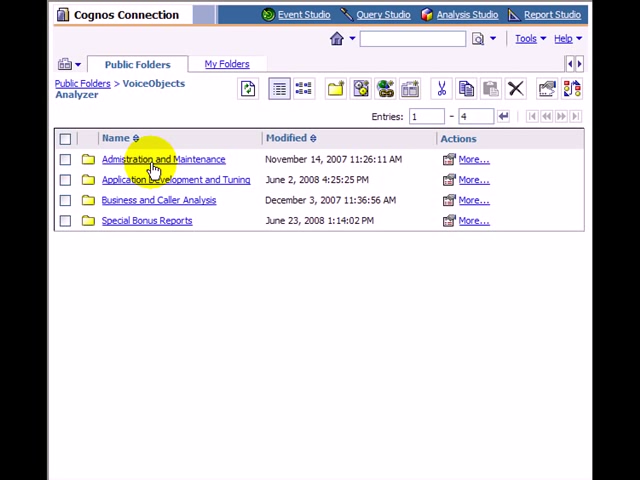 Cognos Connection Event Studio Query Studio Analysis Studio Report Studio
Tools Help
Public Folders My Folders
Public Folders > VoiceObjects
Analyzer
Entries: 1 - 4
Name Modified Actions
Admistration and Maintenance November 14, 2007 11:26:11 AM More...
Application Development and Tuning June 2, 2008 4:25:25 PM More...
Business and Caller Analysis December 3, 2007 11:36:56 AM More...
Special Bonus Reports June 23, 2008 1:14:02 PM More...